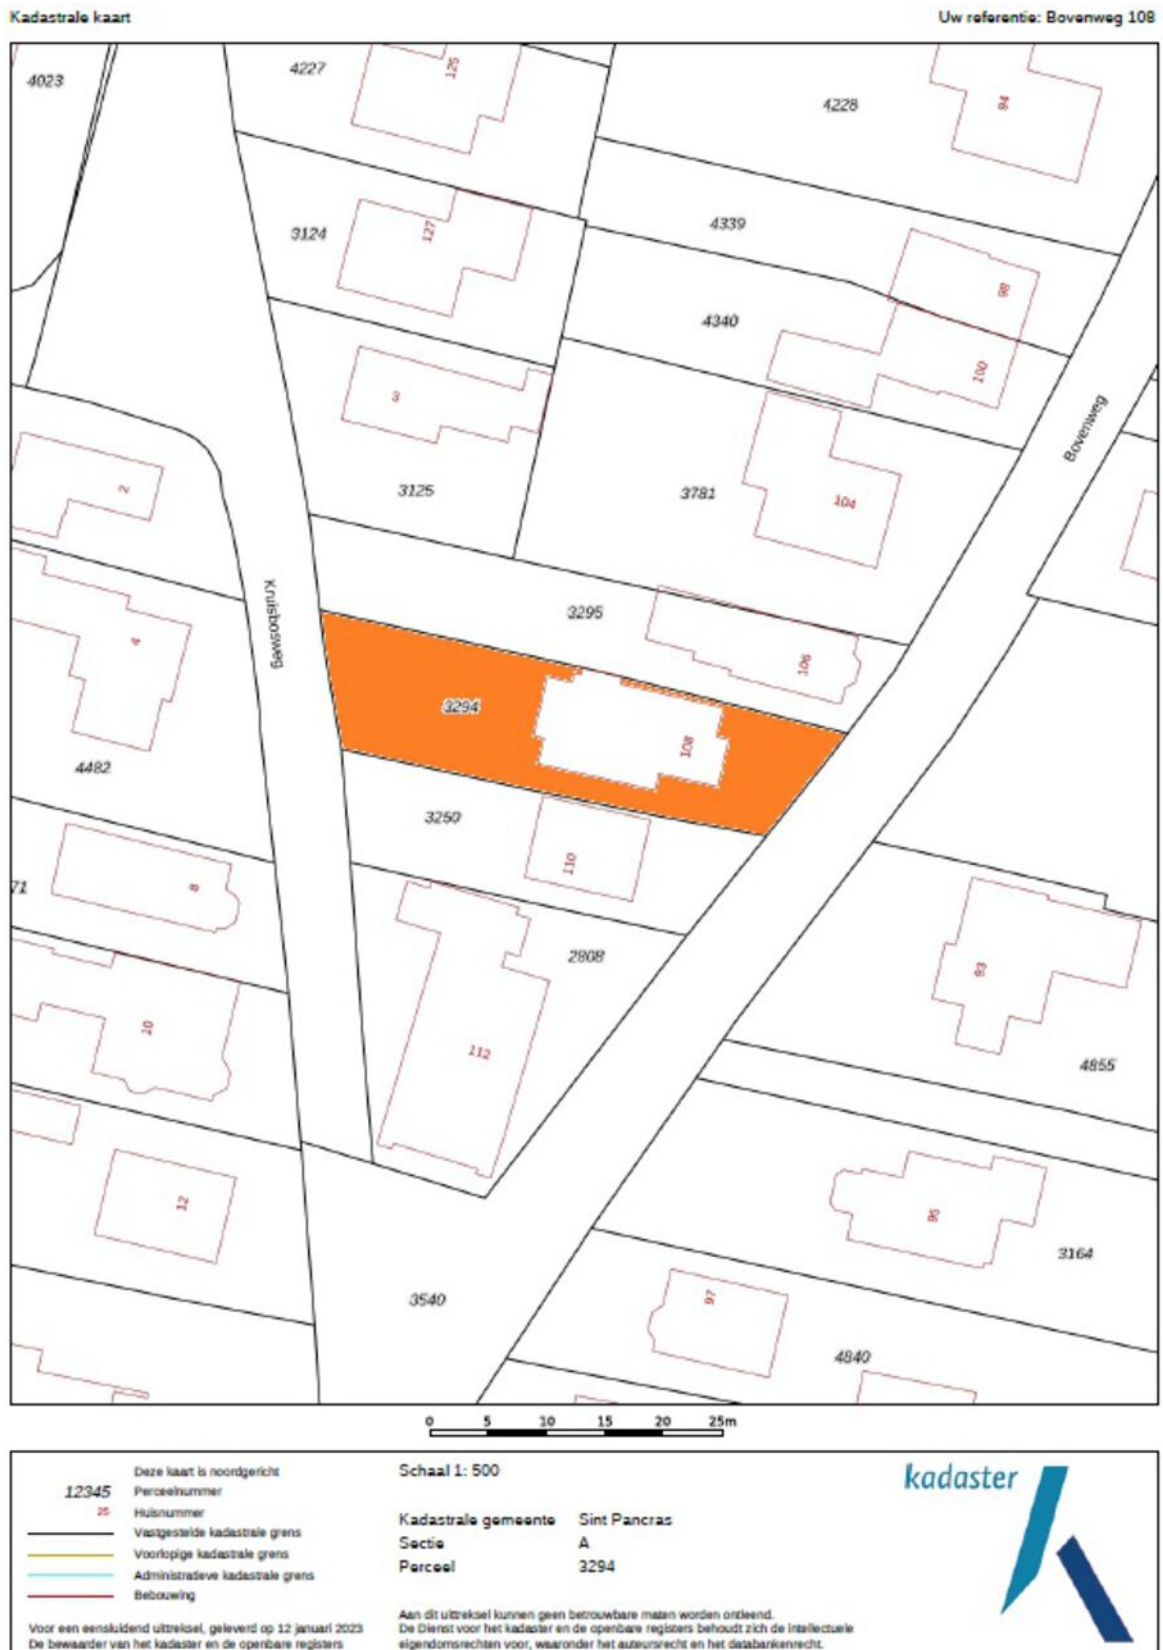 Kadastrale kaart
Uw referentie: Bovenweg 108
4023
4227
125
4228
94
3124
127
4339
98
4340
100
3
Bovenweg
2
3125
3781
104
Kruisbosweg
3295
106
4
3294
108
4482
3250
110
71
8
2808
93
10
112
4855
12
95
3164
3540
97
4840
0 5 10 15 20 25m
Deze kaart is noordgericht
12345 Perceelnummer
25 Huisnummer
Vastgestelde kadastrale grens
Voorlopige kadastrale grens
Administratieve kadastrale grens
Bebouwing
Voor een eensluidend uittreksel, geleverd op 12 januari 2023
De bewaarder van het kadaster en de openbare registers
Schaal 1: 500
Kadastrale gemeente Sint Pancras
Sectie A
Perceel 3294
Aan dit uittreksel kunnen geen betrouwbare maten worden ontleend.
De Dienst voor het kadaster en de openbare registers behoudt zich de intellectuele
eigendomsrechten voor, waaronder het auteursrecht en het databankenrecht.
kadaster